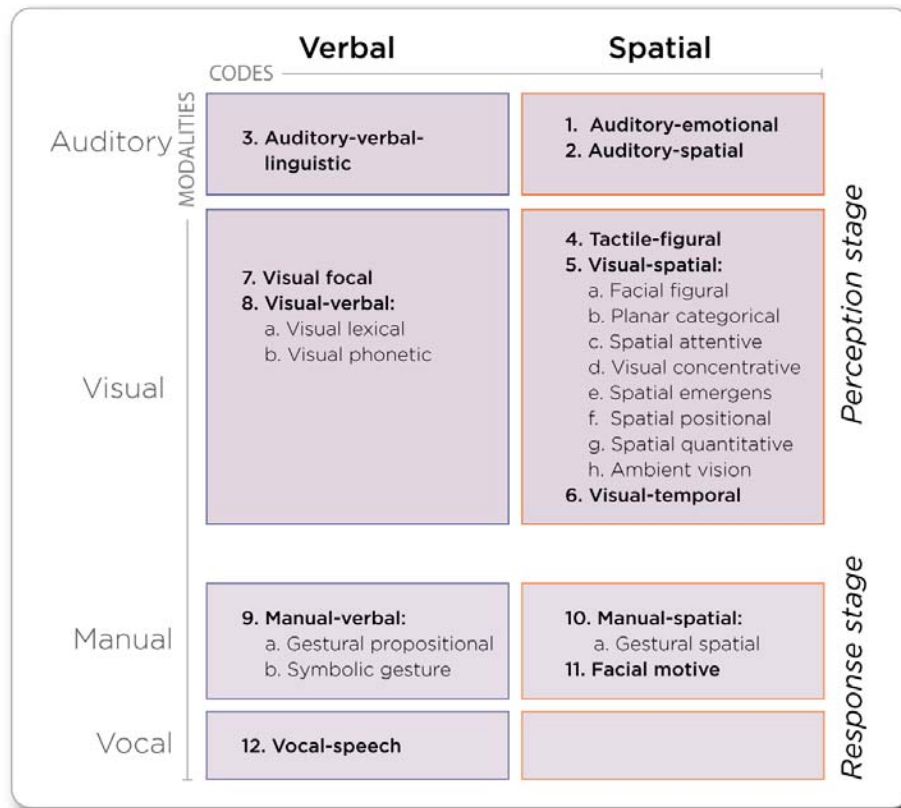 Verbal
Spatial
CODES
MODALITIES
Auditory
3. Auditory-verbal-
linguistic
1. Auditory-emotional
2. Auditory-spatial
Perception stage
Visual
7. Visual focal
8. Visual-verbal:
a. Visual lexical
b. Visual phonetic
4. Tactile-figural
5. Visual-spatial:
a. Facial figural
b. Planar categorical
c. Spatial attentive
d. Visual concentrative
e. Spatial emergens
f. Spatial positional
g. Spatial quantitative
h. Ambient vision
6. Visual-temporal
Manual
9. Manual-verbal:
a. Gestural propositional
b. Symbolic gesture
10. Manual-spatial:
a. Gestural spatial
11. Facial motive
Response stage
Vocal
12. Vocal-speech